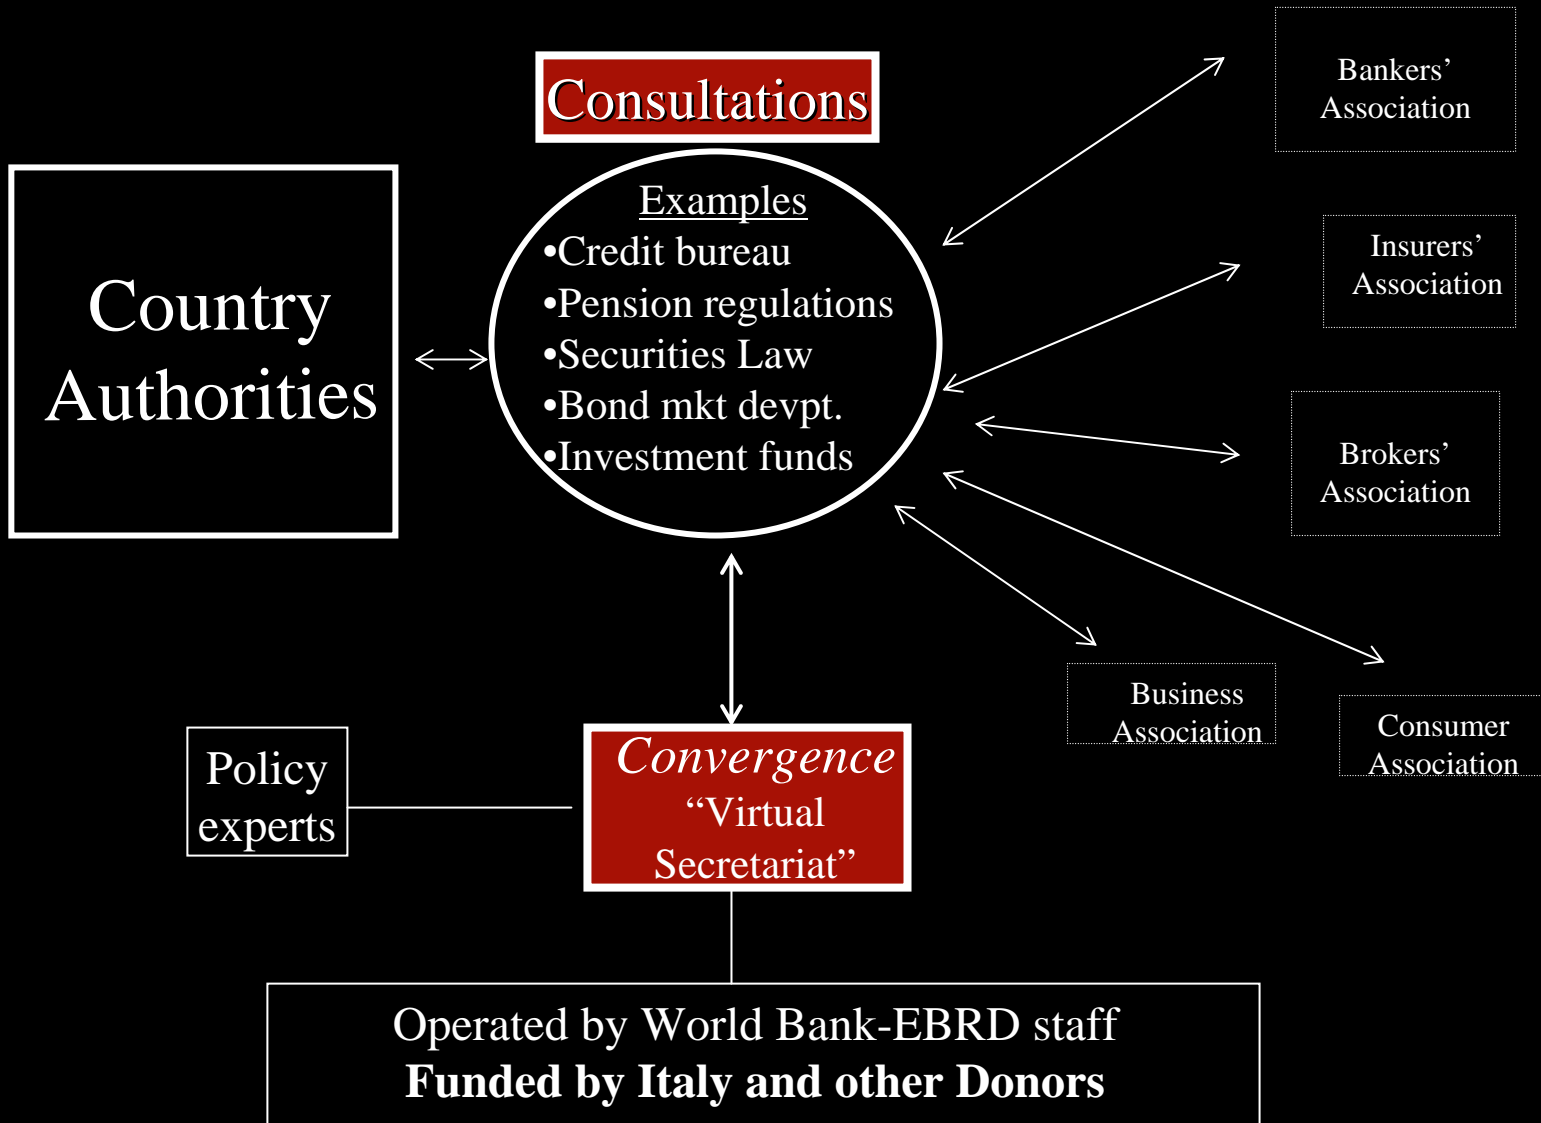 Consultations
Country
Authorities
Examples
•Credit bureau
•Pension regulations
•Securities Law
•Bond mkt devpt.
•Investment funds
Bankers’
Association
Insurers’
Association
Brokers’
Association
Business
Association
Consumer
Association
Policy
experts
Convergence
“Virtual
Secretariat”
Operated by World Bank-EBRD staff
Funded by Italy and other Donors